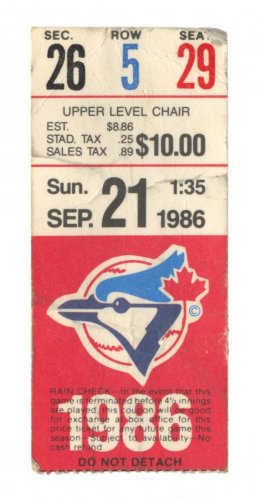 SEC. ROW SEAT
26 5 29
UPPER LEVEL CHAIR
EST. $8.86
STAD. TAX .25
SALES TAX .89 $10.00
Sun. 21 1:35
SEP. 1986
©
1986
RAIN CHECK - In the event that this
game is terminated before 4½ innings
are played, this coupon will be good
for exchange at box office for this
price ticket for any future game this
season - subject to availability - No
cash refund
DO NOT DETACH